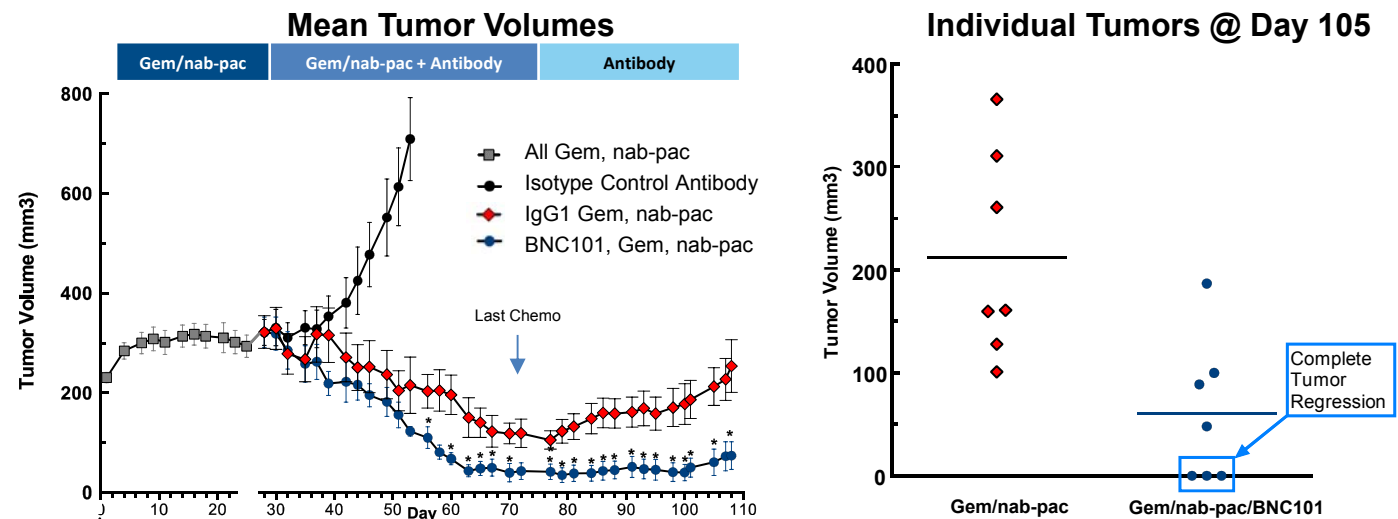 Mean Tumor Volumes
Gem/nab-pac
Gem/nab-pac + Antibody
Antibody
Tumor Volume (mm3)
800
600
400
200
0
All Gem, nab-pac
Isotype Control Antibody
IgG1 Gem, nab-pac
BNC101, Gem, nab-pac
Last Chemo
* * * * * * * * * * * * * * * * * * *
10 20 30 40 50 60 70 80 90 100 110
Day
Individual Tumors @ Day 105
Tumor Volume (mm3)
400
300
200
100
0
Complete
Tumor
Regression
Gem/nab-pac
Gem/nab-pac/BNC101